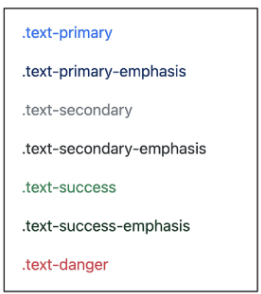 .text-primary
.text-primary-emphasis
.text-secondary
.text-secondary-emphasis
.text-success
.text-success-emphasis
.text-danger